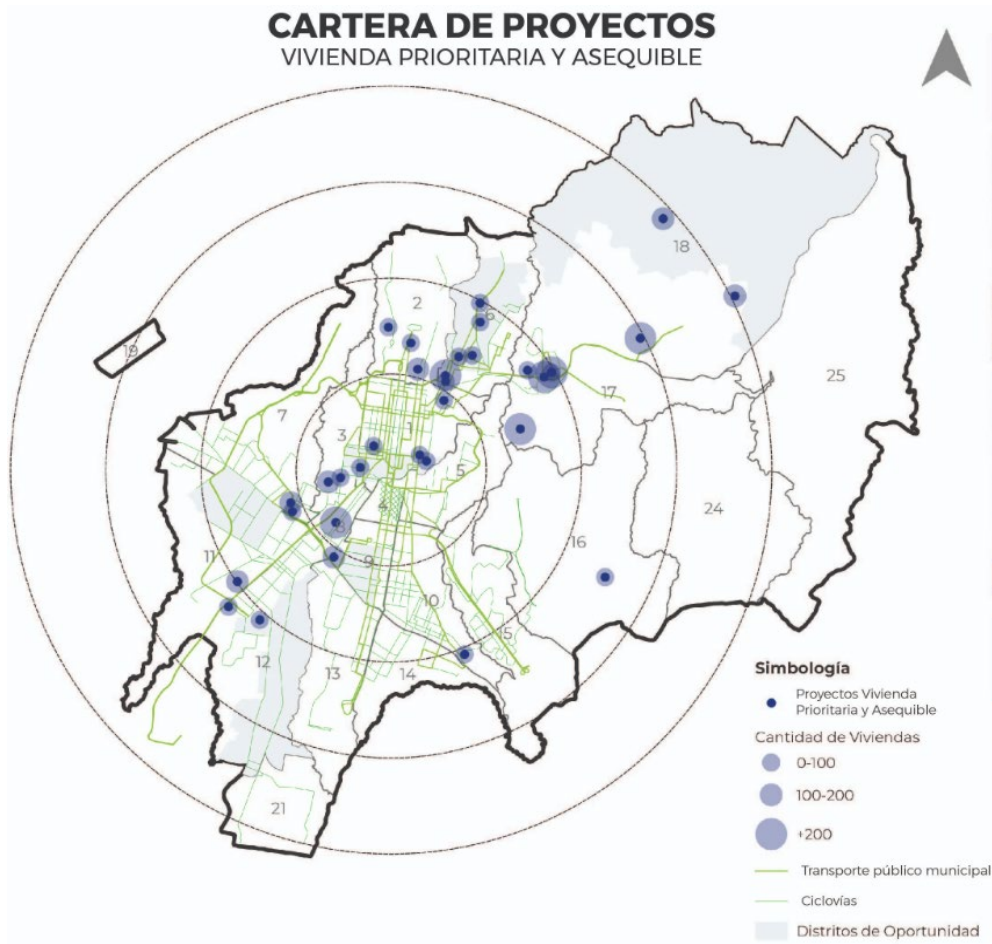 CARTERA DE PROYECTOS
VIVIENDA PRIORITARIA Y ASEQUIBLE
18
2
6
19
25
17
7
3
1
5
24
4
8
16
11
9
10
15
12
13
14
21
Simbología
Proyectos Vivienda
Prioritaria y Asequible
Cantidad de Viviendas
0-100
100-200
+200
Transporte público municipal
Ciclovías
Distritos de Oportunidad